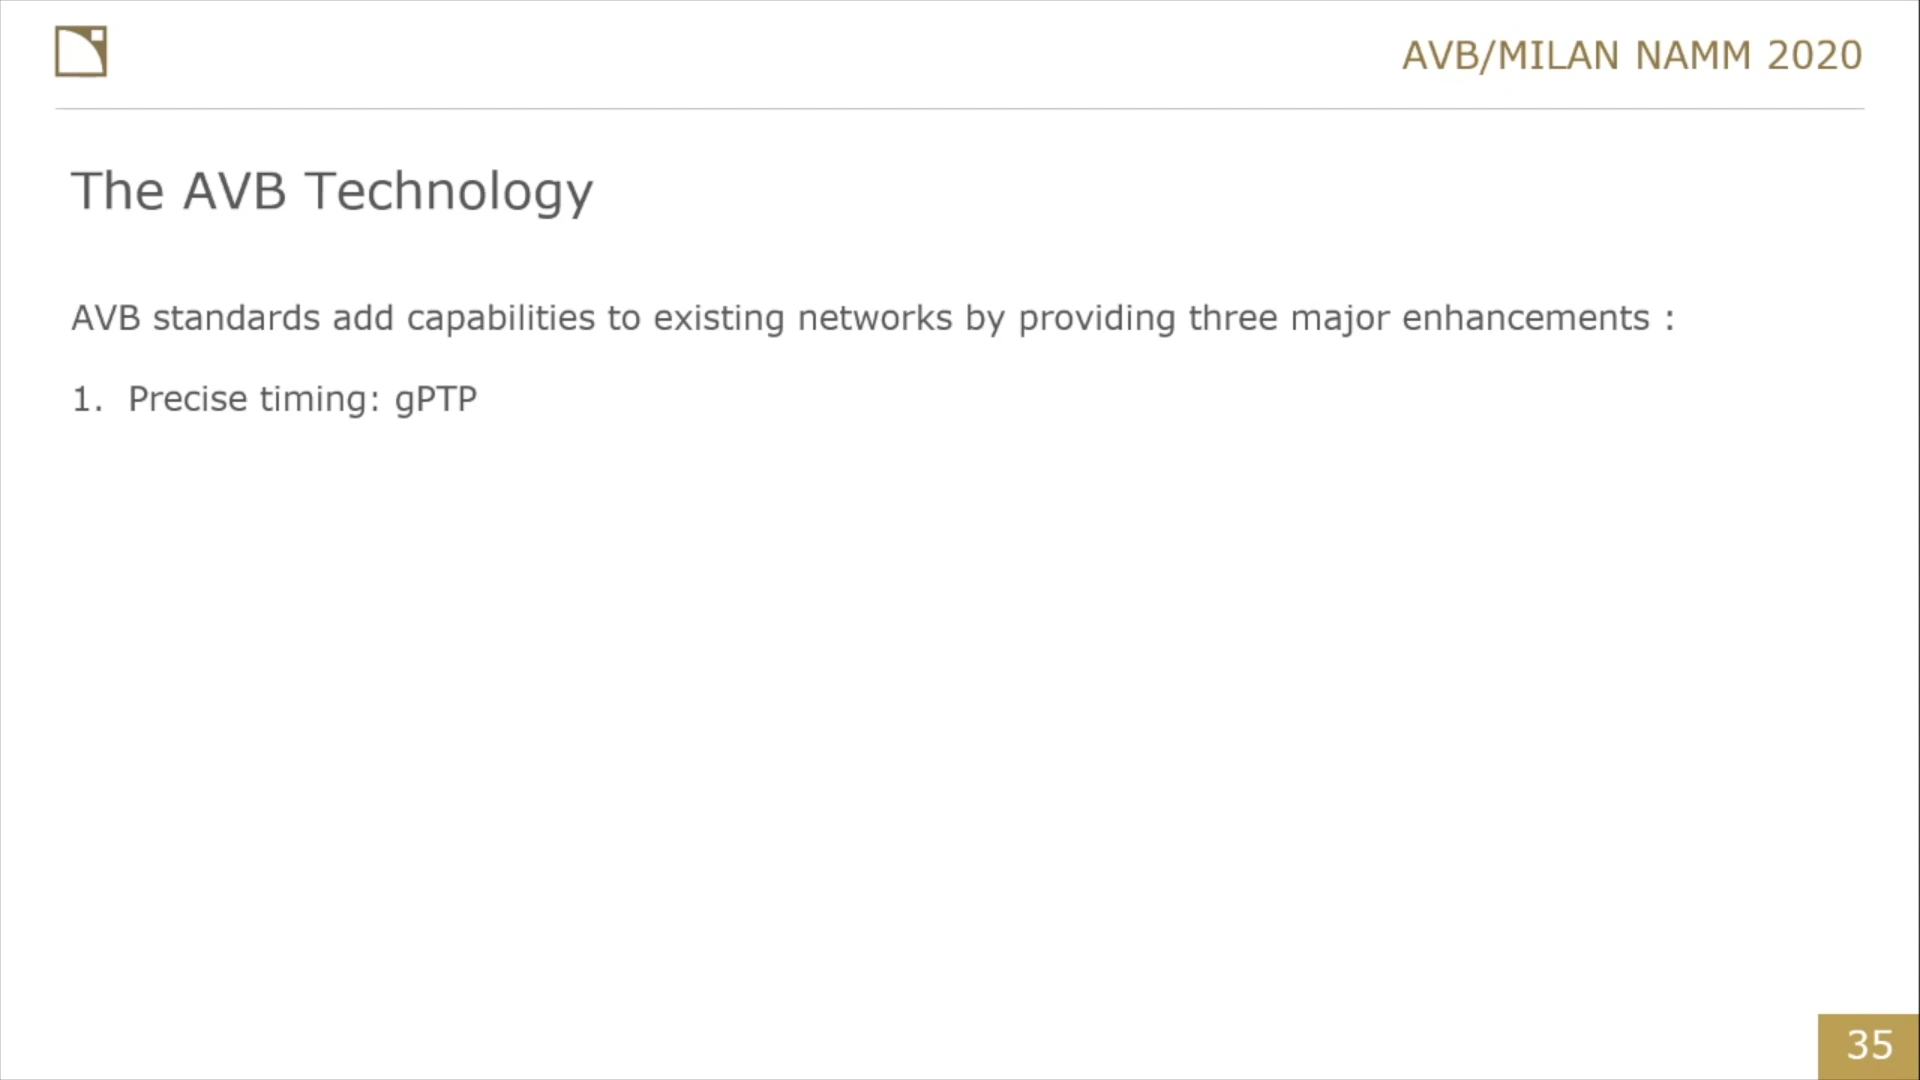 AVB/MILAN NAMM 2020
The AVB Technology
AVB standards add capabilities to existing networks by providing three major enhancements :
1. Precise timing: gPTP
35